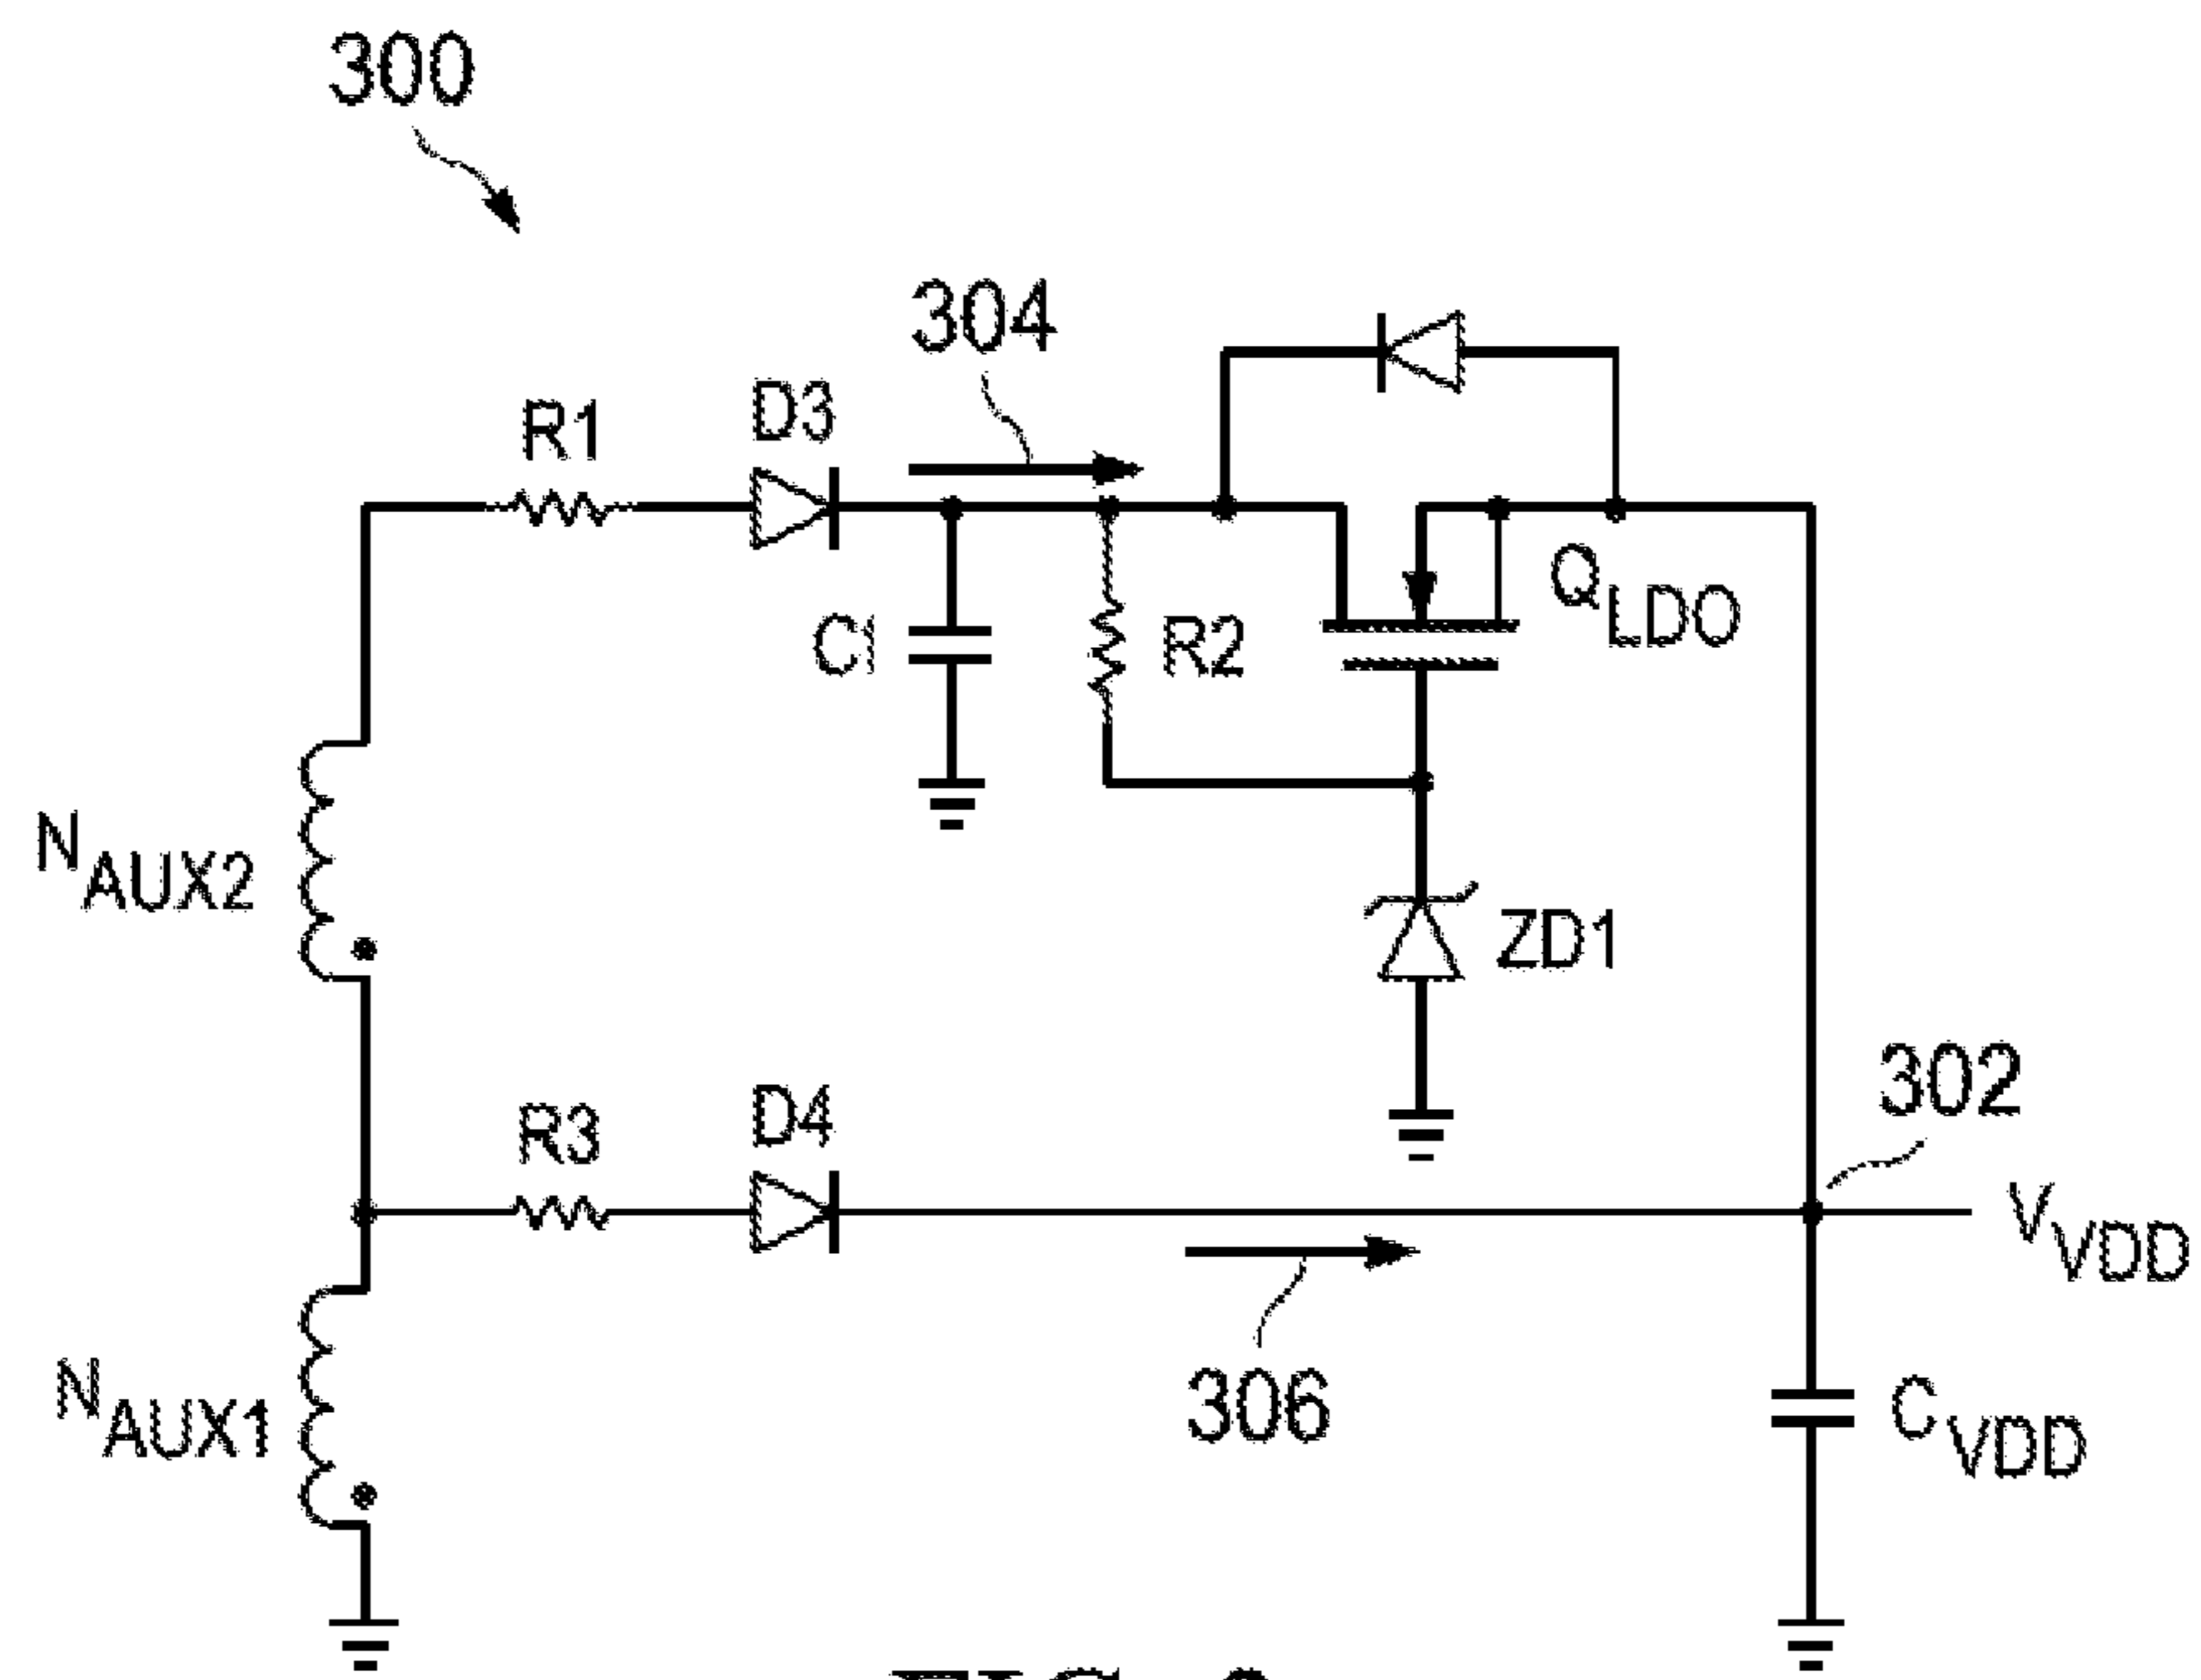 300
304
R1
D3
CI
R2
QLDO
NAUX2
ZD1
302
R3
D4
VVDD
306
NAUX1
CVDD